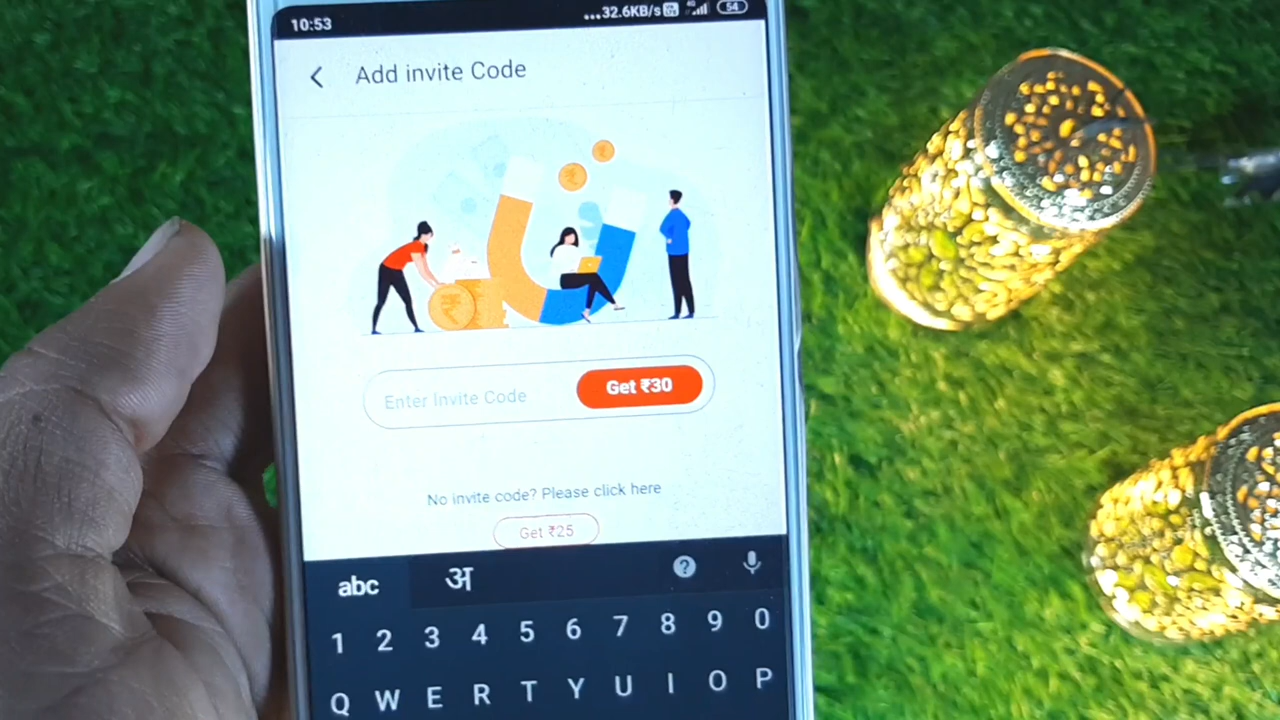 10:53
...32.6KB/s 4G 54
Add invite Code
Enter Invite Code
Get ₹30
No invite code? Please click here
Get ₹25
abc अ ?
1 2 3 4 5 6 7 8 9 0
Q W E R T Y U I O P